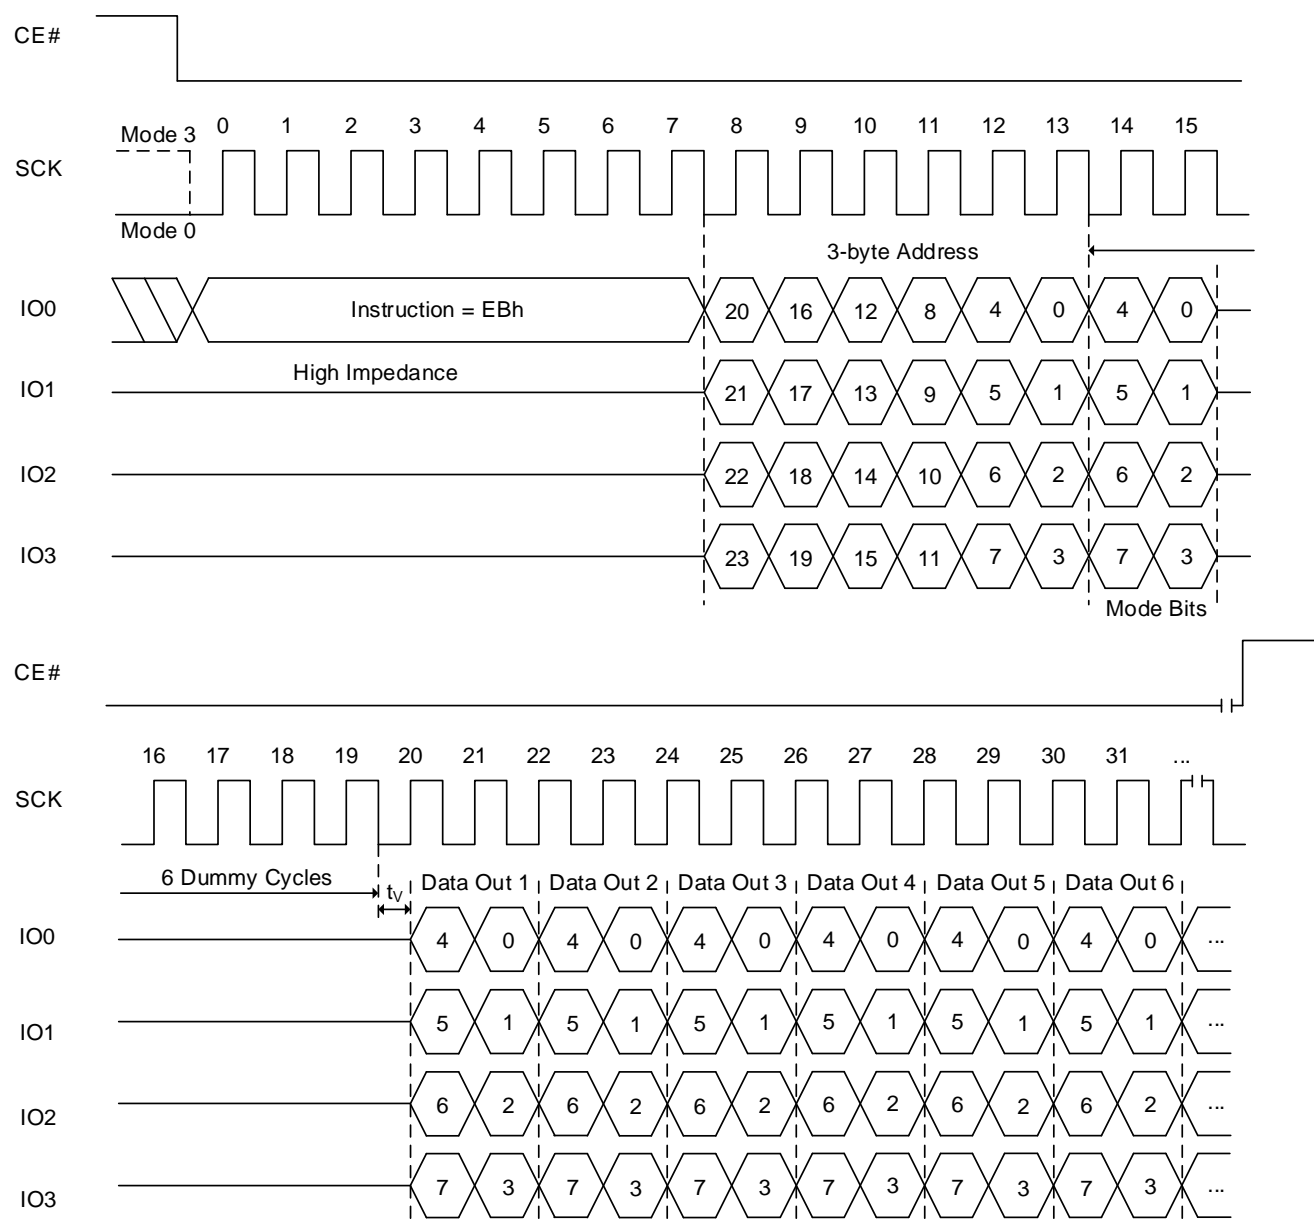 CE#
Mode 3 0 1 2 3 4 5 6 7 8 9 10 11 12 13 14 15
SCK
Mode 0
3-byte Address
IO0 Instruction = EBh 20 16 12 8 4 0 4 0
High Impedance
IO1 21 17 13 9 5 1 5 1
IO2 22 18 14 10 6 2 6 2
IO3 23 19 15 11 7 3 7 3
Mode Bits
CE#
16 17 18 19 20 21 22 23 24 25 26 27 28 29 30 31 ...
SCK
6 Dummy Cycles tV Data Out 1 Data Out 2 Data Out 3 Data Out 4 Data Out 5 Data Out 6
IO0 4 0 4 0 4 0 4 0 4 0 4 0 ...
IO1 5 1 5 1 5 1 5 1 5 1 5 1 ...
IO2 6 2 6 2 6 2 6 2 6 2 6 2 ...
IO3 7 3 7 3 7 3 7 3 7 3 7 3 ...